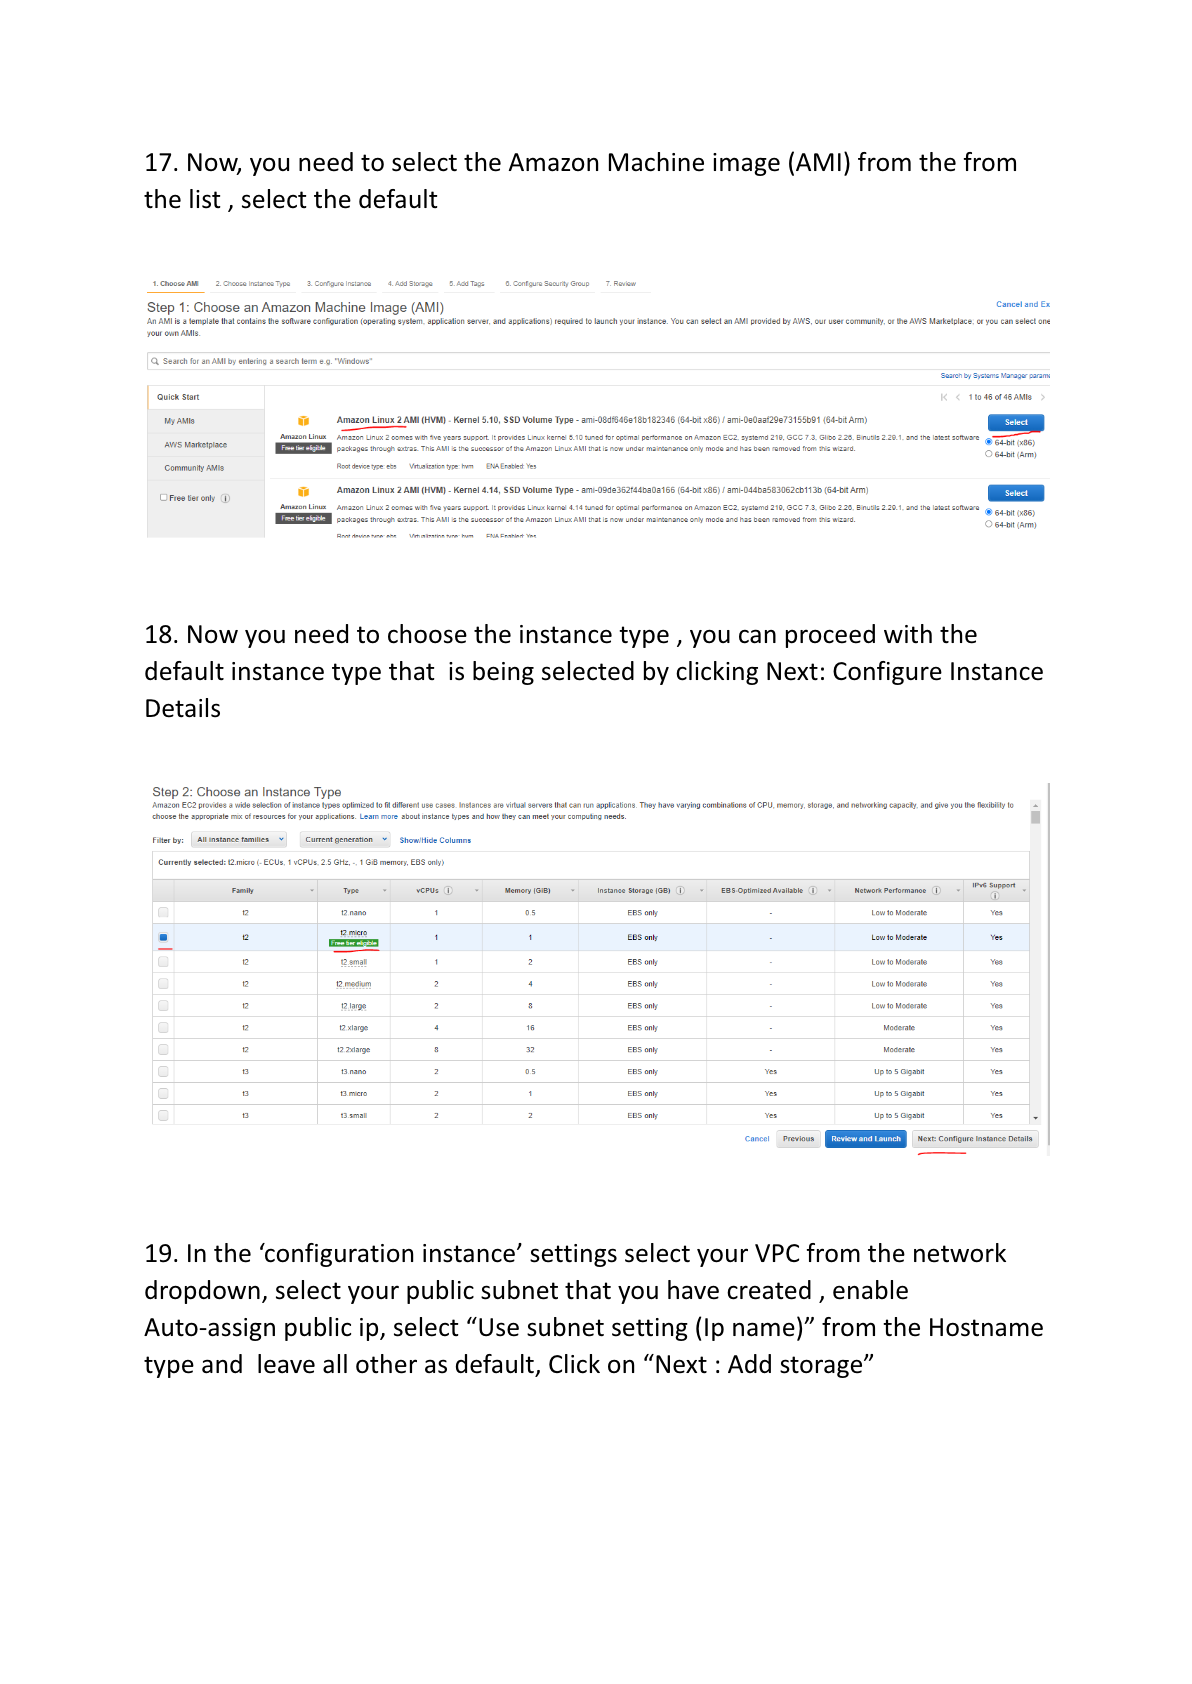 17. Now, you need to select the Amazon Machine image (AMI) from the from
the list , select the default
1. Choose AMI 2. Choose Instance Type 3. Configure Instance 4. Add Storage 5. Add Tags 6. Configure Security Group 7. Review
Step 1: Choose an Amazon Machine Image (AMI)
Cancel and Ex
An AMI is a template that contains the software configuration (operating system, application server, and applications) required to launch your instance. You can select an AMI provided by AWS, our user community, or the AWS Marketplace; or you can select one
your own AMIs.
Search for an AMI by entering a search term e.g. "Windows"
Search by Systems Manager parame
Quick Start
1 to 46 of 46 AMIs
My AMIs
AWS Marketplace
Community AMIs
Free tier only
Amazon Linux
Free tier eligible
Amazon Linux 2 AMI (HVM) - Kernel 5.10, SSD Volume Type - ami-08df646e18b182346 (64-bit x86) / ami-0e0aaf29e73155b91 (64-bit Arm)
Amazon Linux 2 comes with five years support. It provides Linux kernel 5.10 tuned for optimal performance on Amazon EC2, systemd 219, GCC 7.3, Glibc 2.26, Binutils 2.29.1, and the latest software
packages through extras. This AMI is the successor of the Amazon Linux AMI that is now under maintenance only mode and has been removed from this wizard.
Root device type: ebs Virtualization type: hvm ENA Enabled: Yes
Select
64-bit (x86)
64-bit (Arm)
Amazon Linux
Free tier eligible
Amazon Linux 2 AMI (HVM) - Kernel 4.14, SSD Volume Type - ami-09de362f44ba0a166 (64-bit x86) / ami-044ba583062cb113b (64-bit Arm)
Amazon Linux 2 comes with five years support. It provides Linux kernel 4.14 tuned for optimal performance on Amazon EC2, systemd 219, GCC 7.3, Glibc 2.26, Binutils 2.29.1, and the latest software
packages through extras. This AMI is the successor of the Amazon Linux AMI that is now under maintenance only mode and has been removed from this wizard.
Root device type: ebs Virtualization type: hvm ENA Enabled: Yes
Select
64-bit (x86)
64-bit (Arm)
18. Now you need to choose the instance type , you can proceed with the
default instance type that  is being selected by clicking Next: Configure Instance
Details
Step 2: Choose an Instance Type
Amazon EC2 provides a wide selection of instance types optimized to fit different use cases. Instances are virtual servers that can run applications. They have varying combinations of CPU, memory, storage, and networking capacity, and give you the flexibility to
choose the appropriate mix of resources for your applications. Learn more about instance types and how they can meet your computing needs.
Filter by: All instance families Current generation Show/Hide Columns
Currently selected: t2.micro (- ECUs, 1 vCPUs, 2.5 GHz, -, 1 GiB memory, EBS only)
Family Type vCPUs Memory (GiB) Instance Storage (GB) EBS-Optimized Available Network Performance IPv6 Support
t2 t2.nano 1 0.5 EBS only - Low to Moderate Yes
t2 t2.micro Free tier eligible 1 1 EBS only - Low to Moderate Yes
t2 t2.small 1 2 EBS only - Low to Moderate Yes
t2 t2.medium 2 4 EBS only - Low to Moderate Yes
t2 t2.large 2 8 EBS only - Low to Moderate Yes
t2 t2.xlarge 4 16 EBS only - Moderate Yes
t2 t2.2xlarge 8 32 EBS only - Moderate Yes
t3 t3.nano 2 0.5 EBS only Yes Up to 5 Gigabit Yes
t3 t3.micro 2 1 EBS only Yes Up to 5 Gigabit Yes
t3 t3.small 2 2 EBS only Yes Up to 5 Gigabit Yes
Cancel Previous Review and Launch Next: Configure Instance Details
19. In the ‘configuration instance’ settings select your VPC from the network
dropdown, select your public subnet that you have created , enable
Auto-assign public ip, select “Use subnet setting (Ip name)” from the Hostname
type and  leave all other as default, Click on “Next : Add storage”